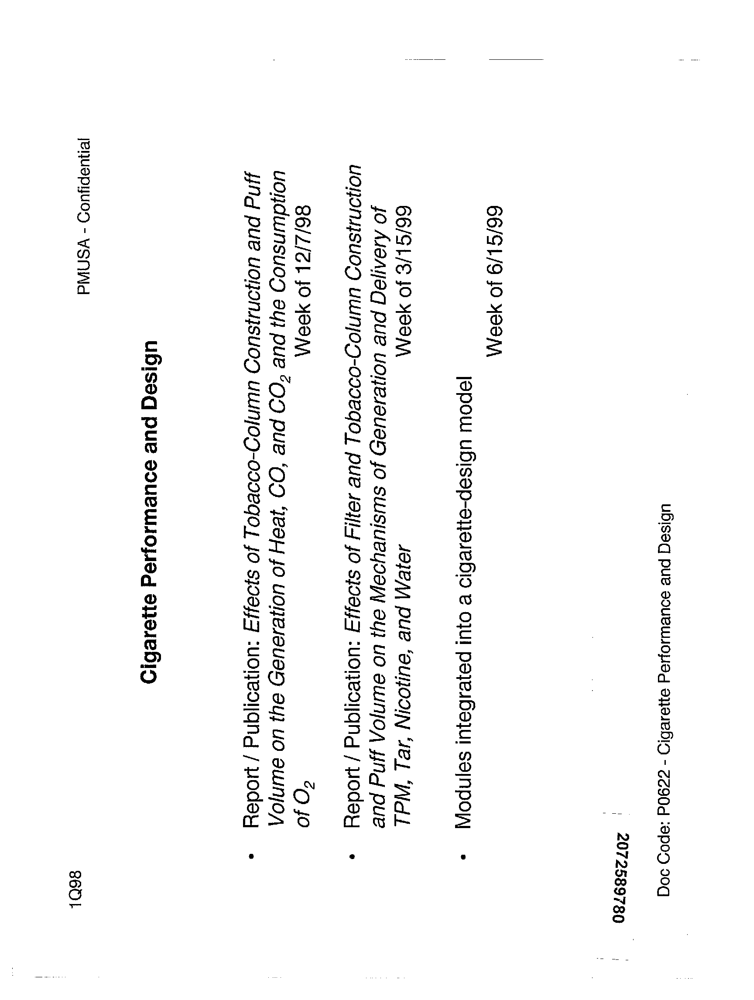 1Q98
PMUSA - Confidential
Cigarette Performance and Design
• Report / Publication: Effects of Tobacco-Column Construction and Puff
Volume on the Generation of Heat, CO, and CO2 and the Consumption
of O2
Week of 12/7/98
• Report / Publication: Effects of Filter and Tobacco-Column Construction
and Puff Volume on the Mechanisms of Generation and Delivery of
TPM, Tar, Nicotine, and Water
Week of 3/15/99
• Modules integrated into a cigarette-design model
Week of 6/15/99
2072589780
Doc Code: P0622 - Cigarette Performance and Design